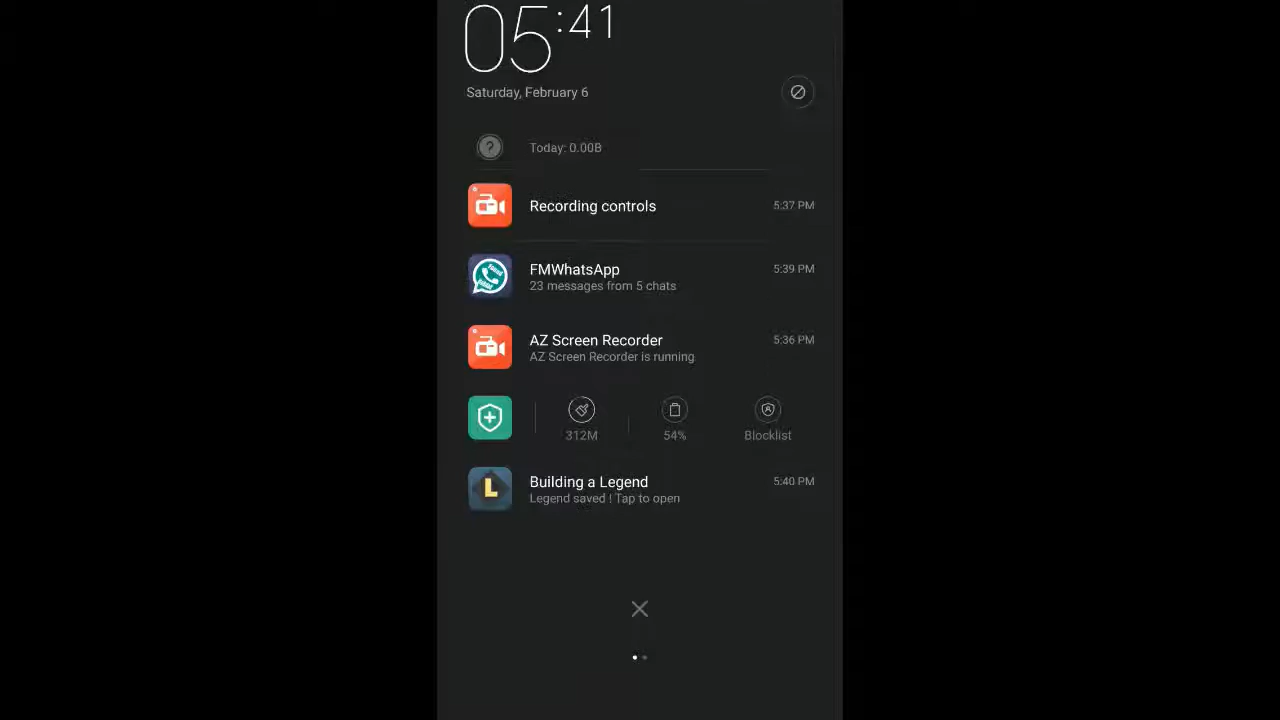 05:41
Saturday, February 6
Today: 0.00B
Recording controls 5:37 PM
FMWhatsApp 5:39 PM
23 messages from 5 chats
AZ Screen Recorder 5:36 PM
AZ Screen Recorder is running
312M 54% Blocklist
Building a Legend 5:40 PM
Legend saved ! Tap to open
L